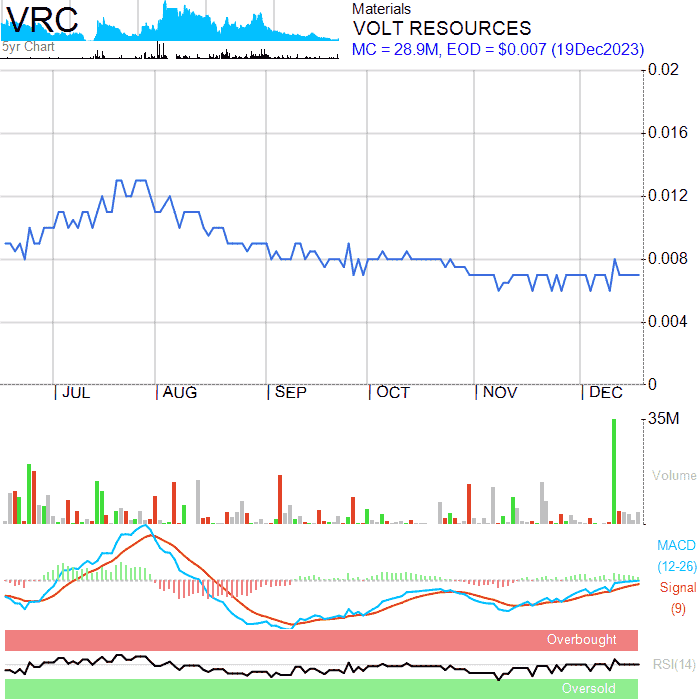 VRC
5yr Chart
Materials
VOLT RESOURCES
MC = 28.9M, EOD = $0.007 (19Dec2023)
0.02
0.016
0.012
0.008
0.004
0
JUL AUG SEP OCT NOV DEC
35M
Volume
MACD
(12-26)
Signal
(9)
Overbought
RSI(14)
Oversold